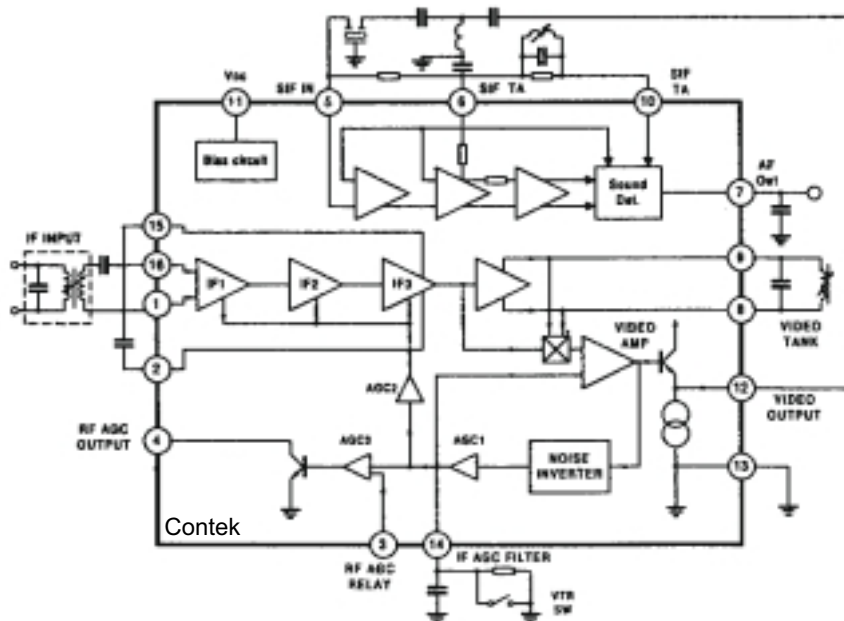 Vcc
11
SIF IN
5
SIF TA
6
10
SIF
TA
Bias circuit
Sound
Det.
7
AF
Out
IF INPUT
15
16
1
2
IF1
IF2
IF3
9
8
VIDEO
TANK
VIDEO
AMP
12
VIDEO
OUTPUT
AGC2
RF AGC
OUTPUT
4
AGC3
AGC1
NOISE
INVERTER
13
Contek
3
14
IF AGC FILTER
RF AGC
RELAY
VTR
SW